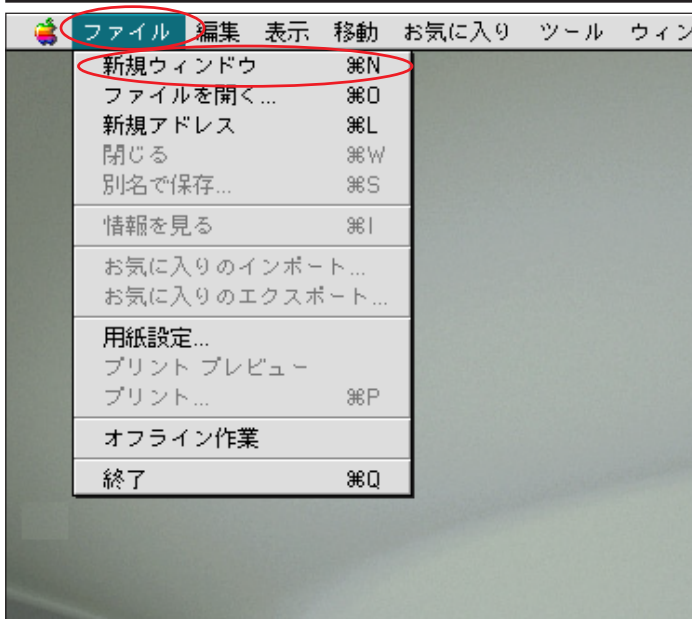 ファイル 編集 表示 移動 お気に入り ツール ウィン
新規ウィンドウ ⌘N
ファイルを開く... ⌘O
新規アドレス ⌘L
閉じる ⌘W
別名で保存... ⌘S
情報を見る ⌘I
お気に入りのインポート...
お気に入りのエクスポート...
用紙設定...
プリント プレビュー
プリント... ⌘P
オフライン作業
終了 ⌘Q